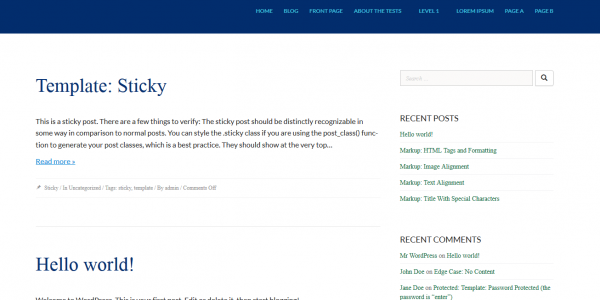 HOME BLOG FRONT PAGE ABOUT THE TESTS LEVEL 1 LOREM IPSUM PAGE A PAGE B
Template: Sticky
This is a sticky post. There are a few things to verify: The sticky post should be distinctly recognizable in
some way in comparison to normal posts. You can style the .sticky class if you are using the post_class() func-
tion to generate your post classes, which is a best practice. They should show at the very top...
Read more »
Sticky / In Uncategorized / Tags: sticky, template / By admin / Comments Off
Hello world!
Welcome to WordPress. This is your first post. Edit or delete it, then start blogging!
Search …
RECENT POSTS
Hello world!
Markup: HTML Tags and Formatting
Markup: Image Alignment
Markup: Text Alignment
Markup: Title With Special Characters
RECENT COMMENTS
Mr WordPress on Hello world!
John Doe on Edge Case: No Content
Jane Doe on Protected: Template: Password Protected (the
password is "enter")